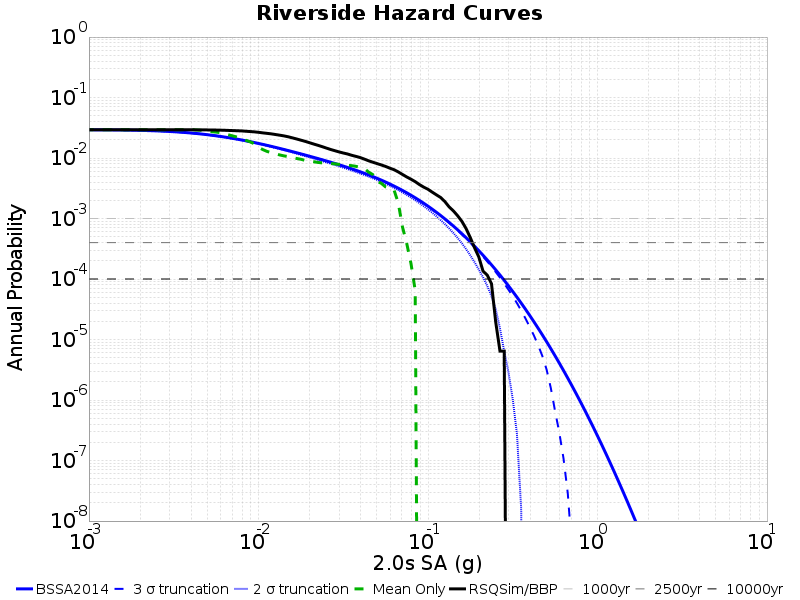 Riverside Hazard Curves
10^0
10^-1
10^-2
10^-3
10^-4
10^-5
10^-6
10^-7
10^-8
Annual Probability
10^-3 10^-2 10^-1 10^0 10^1
2.0s SA (g)
BSSA2014 3 σ truncation 2 σ truncation Mean Only RSQSim/BBP 1000yr 2500yr 10000yr